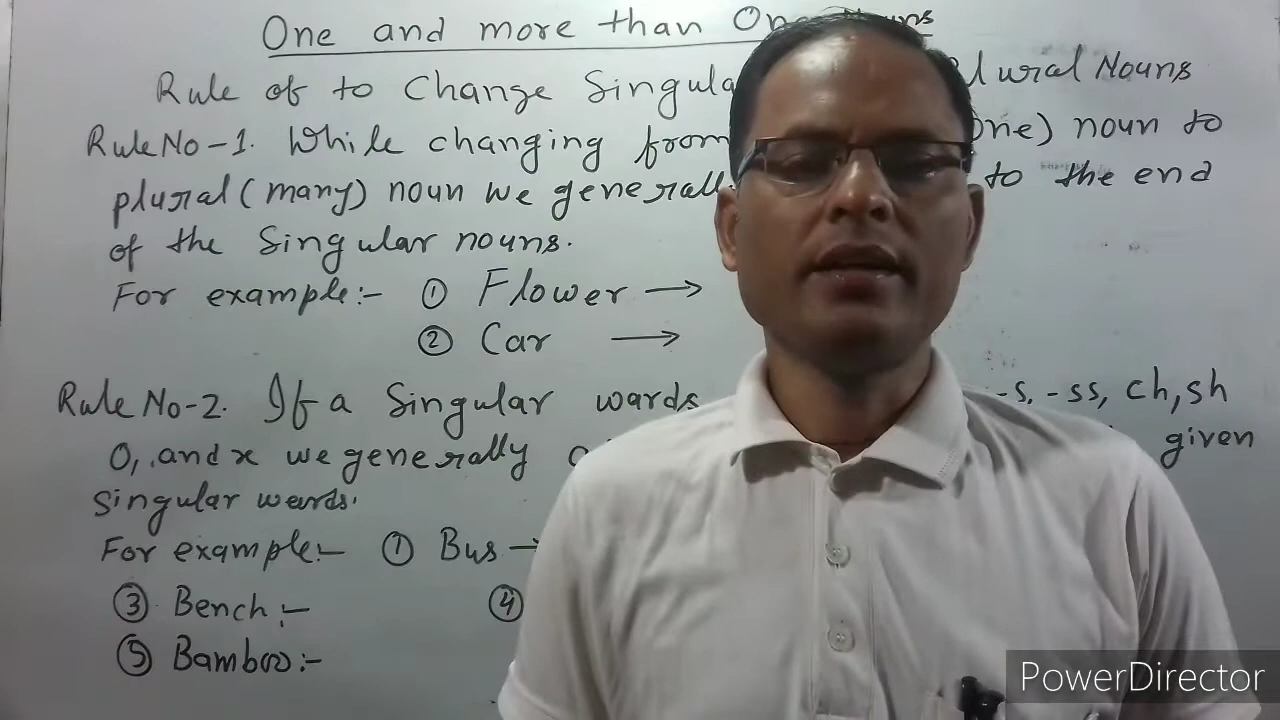 One and more than One Nouns
Rule of to Change Singula lural Nouns
Rule No-1. While changing from One) noun to
plural (many) noun we generall to the end
of the Singular nouns.
For example:- ① Flower →
② Car →
Rule No-2. If a Singular wards -s, -ss, ch, sh
O, and x we generally given
Singular wards.
For example:- ① Bus →
③ Bench :-
④
⑤ Bamboo :-
PowerDirector